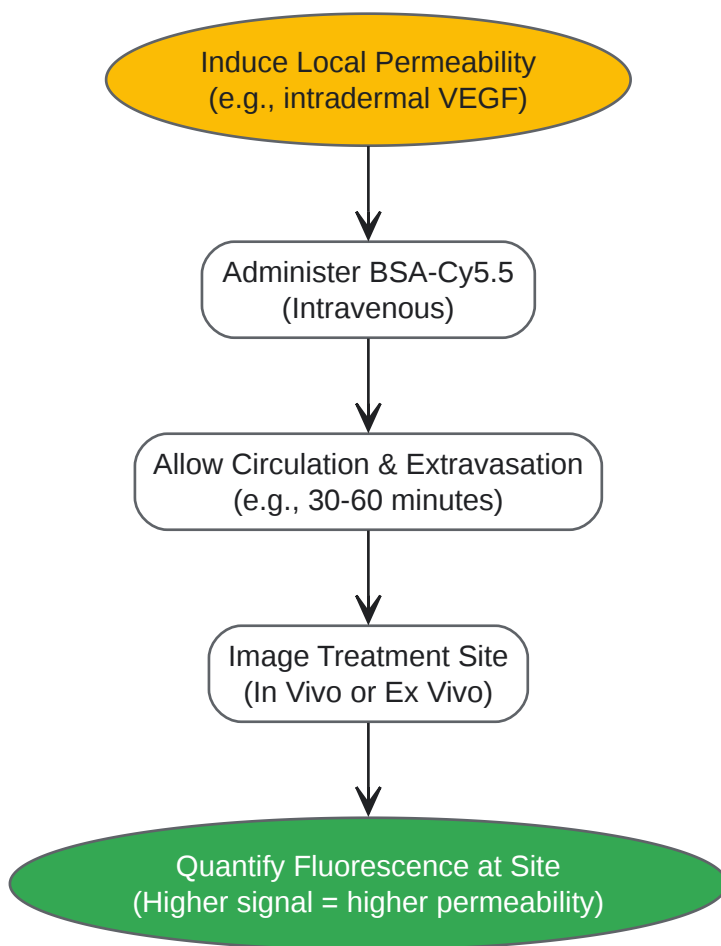 Induce Local Permeability
(e.g., intradermal VEGF)
Administer BSA-Cy5.5
(Intravenous)
Allow Circulation & Extravasation
(e.g., 30-60 minutes)
Image Treatment Site
(In Vivo or Ex Vivo)
Quantify Fluorescence at Site
(Higher signal = higher permeability)